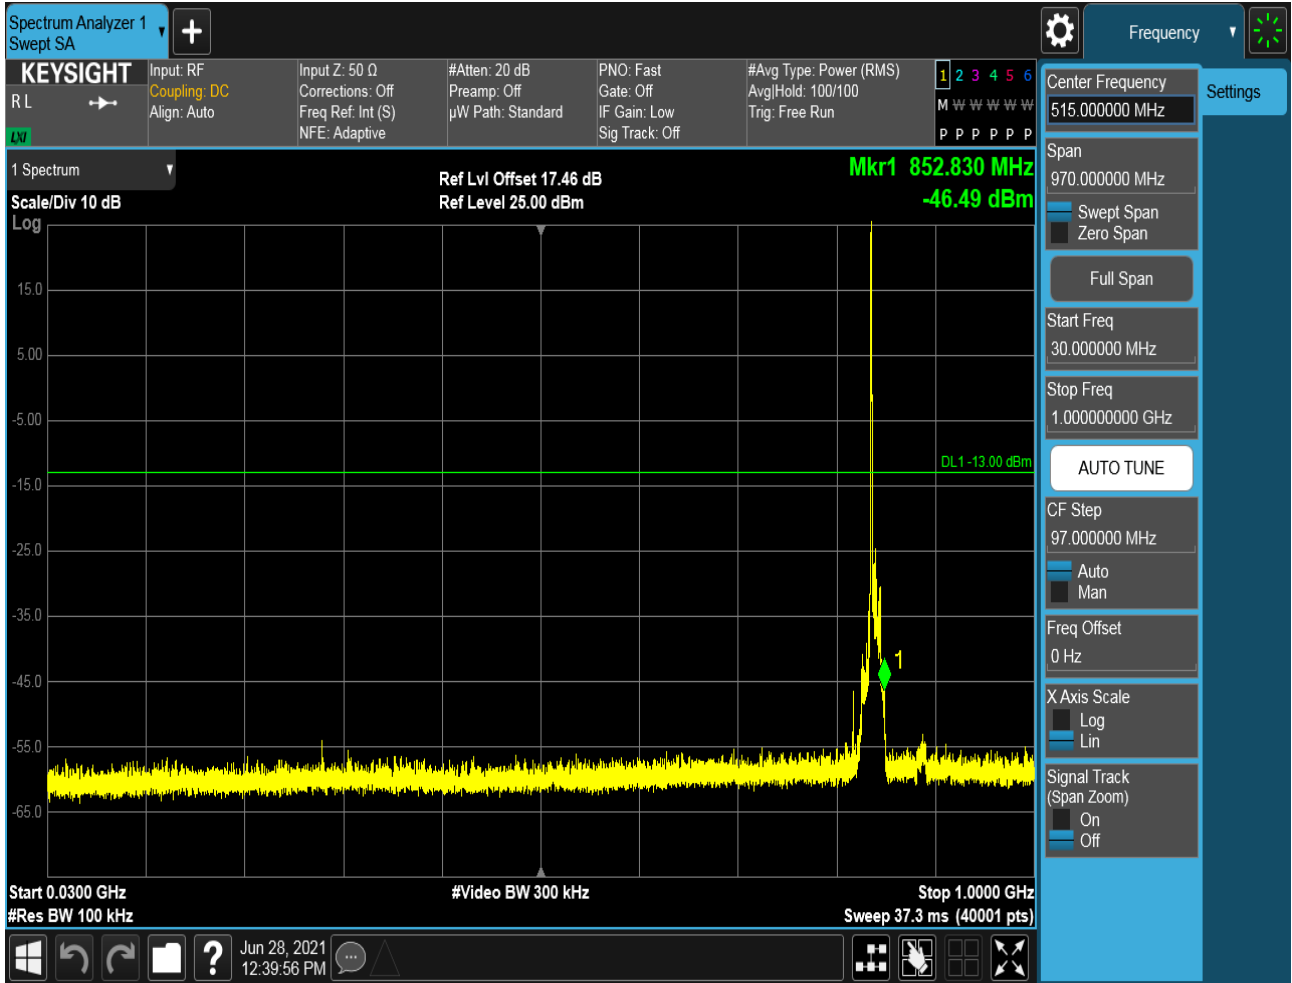 Spectrum Analyzer 1
Swept SA
Frequency
KEYSIGHT
R L
LXI
Input: RF
Coupling: DC
Align: Auto
Input Z: 50 Ω
Corrections: Off
Freq Ref: Int (S)
NFE: Adaptive
#Atten: 20 dB
Preamp: Off
µW Path: Standard
PNO: Fast
Gate: Off
IF Gain: Low
Sig Track: Off
#Avg Type: Power (RMS)
Avg|Hold: 100/100
Trig: Free Run
1 2 3 4 5 6
M W W W W W
P P P P P P
1 Spectrum
Scale/Div 10 dB
Log
Ref Lvl Offset 17.46 dB
Ref Level 25.00 dBm
Mkr1 852.830 MHz
-46.49 dBm
15.0
5.00
-5.00
DL1 -13.00 dBm
-15.0
-25.0
-35.0
1
-45.0
-55.0
-65.0
Start 0.0300 GHz
#Res BW 100 kHz
#Video BW 300 kHz
Stop 1.0000 GHz
Sweep 37.3 ms (40001 pts)
Center Frequency
515.000000 MHz
Settings
Span
970.000000 MHz
Swept Span
Zero Span
Full Span
Start Freq
30.000000 MHz
Stop Freq
1.000000000 GHz
AUTO TUNE
CF Step
97.000000 MHz
Auto
Man
Freq Offset
0 Hz
X Axis Scale
Log
Lin
Signal Track
(Span Zoom)
On
Off
?
Jun 28, 2021
12:39:56 PM